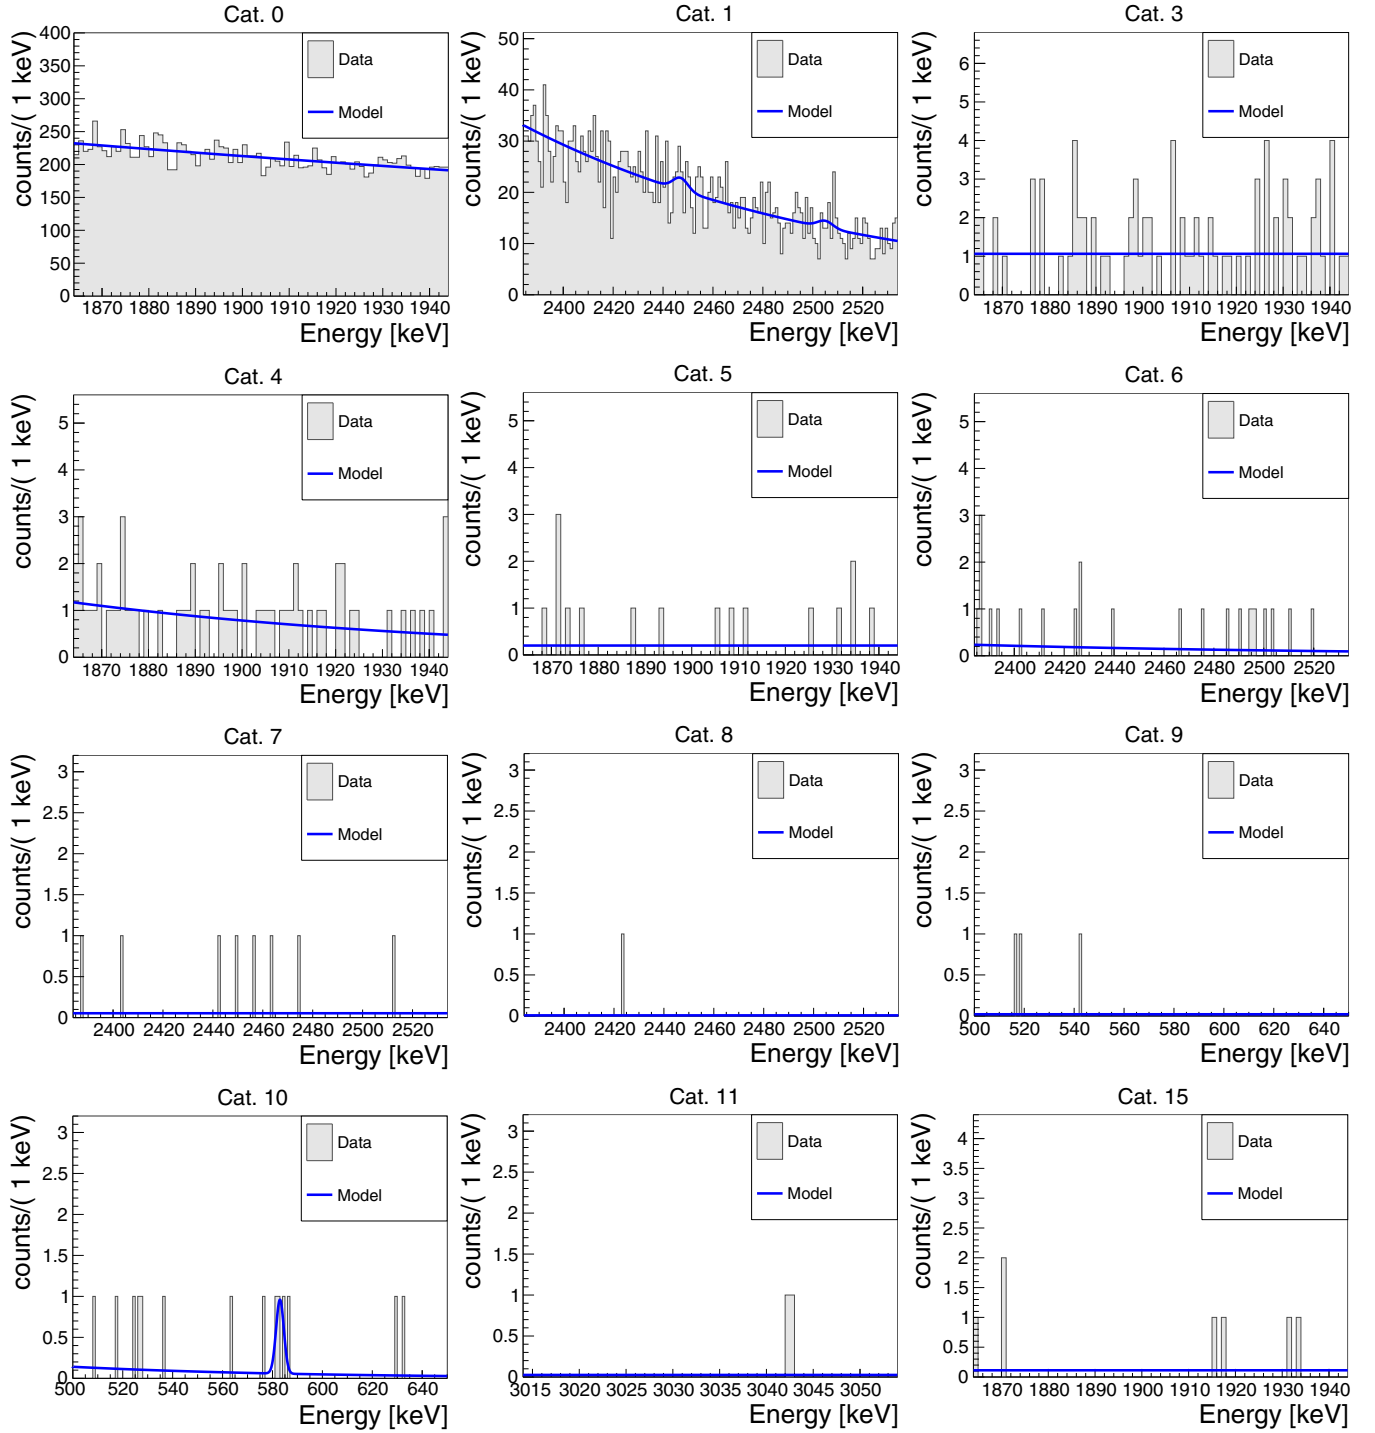 Cat. 0
counts/( 1 keV)
400
350
300
250
200
150
100
50
0
Data
Model
1870 1880 1890 1900 1910 1920 1930 1940
Energy [keV]
Cat. 1
counts/( 1 keV)
50
40
30
20
10
0
Data
Model
2400 2420 2440 2460 2480 2500 2520
Energy [keV]
Cat. 3
counts/( 1 keV)
6
5
4
3
2
1
0
Data
Model
1870 1880 1890 1900 1910 1920 1930 1940
Energy [keV]
Cat. 4
counts/( 1 keV)
5
4
3
2
1
0
Data
Model
1870 1880 1890 1900 1910 1920 1930 1940
Energy [keV]
Cat. 5
counts/( 1 keV)
5
4
3
2
1
0
Data
Model
1870 1880 1890 1900 1910 1920 1930 1940
Energy [keV]
Cat. 6
counts/( 1 keV)
5
4
3
2
1
0
Data
Model
2400 2420 2440 2460 2480 2500 2520
Energy [keV]
Cat. 7
counts/( 1 keV)
3
2.5
2
1.5
1
0.5
0
Data
Model
2400 2420 2440 2460 2480 2500 2520
Energy [keV]
Cat. 8
counts/( 1 keV)
3
2.5
2
1.5
1
0.5
0
Data
Model
2400 2420 2440 2460 2480 2500 2520
Energy [keV]
Cat. 9
counts/( 1 keV)
3
2.5
2
1.5
1
0.5
0
Data
Model
500 520 540 560 580 600 620 640
Energy [keV]
Cat. 10
counts/( 1 keV)
3
2.5
2
1.5
1
0.5
0
Data
Model
500 520 540 560 580 600 620 640
Energy [keV]
Cat. 11
counts/( 1 keV)
3
2.5
2
1.5
1
0.5
0
Data
Model
3015 3020 3025 3030 3035 3040 3045 3050
Energy [keV]
Cat. 15
counts/( 1 keV)
4
3.5
3
2.5
2
1.5
1
0.5
0
Data
Model
1870 1880 1890 1900 1910 1920 1930 1940
Energy [keV]